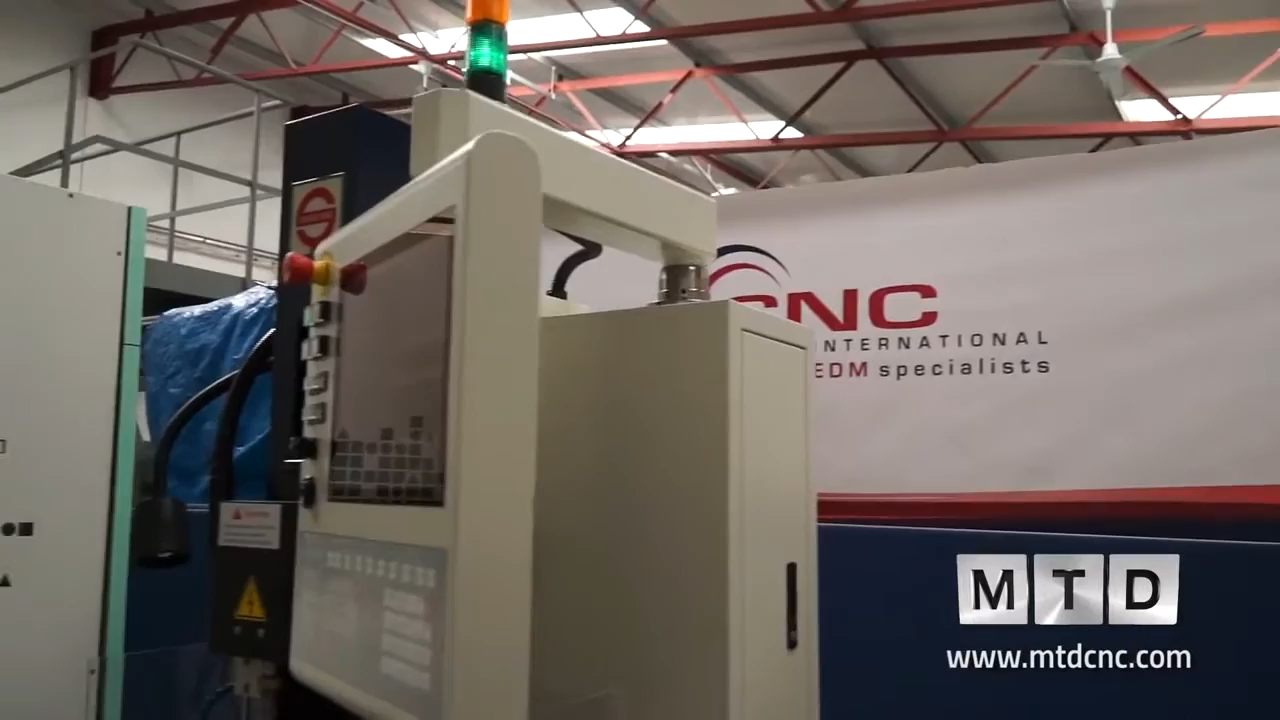 CNC
INTERNATIONAL
EDM specialists
MTD
www.mtdcnc.com